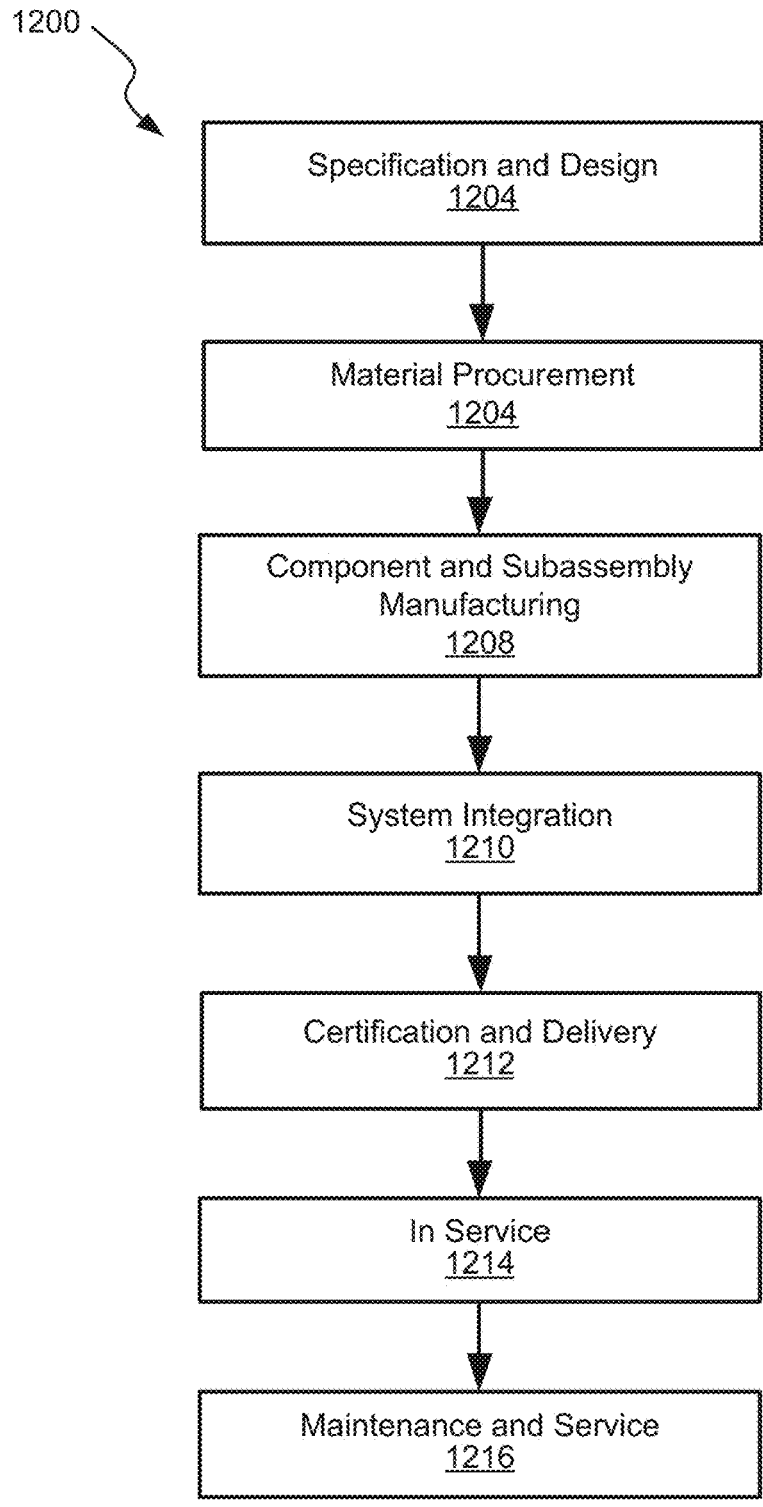 1200
Specification and Design
1204
Material Procurement
1204
Component and Subassembly
Manufacturing
1208
System Integration
1210
Certification and Delivery
1212
In Service
1214
Maintenance and Service
1216